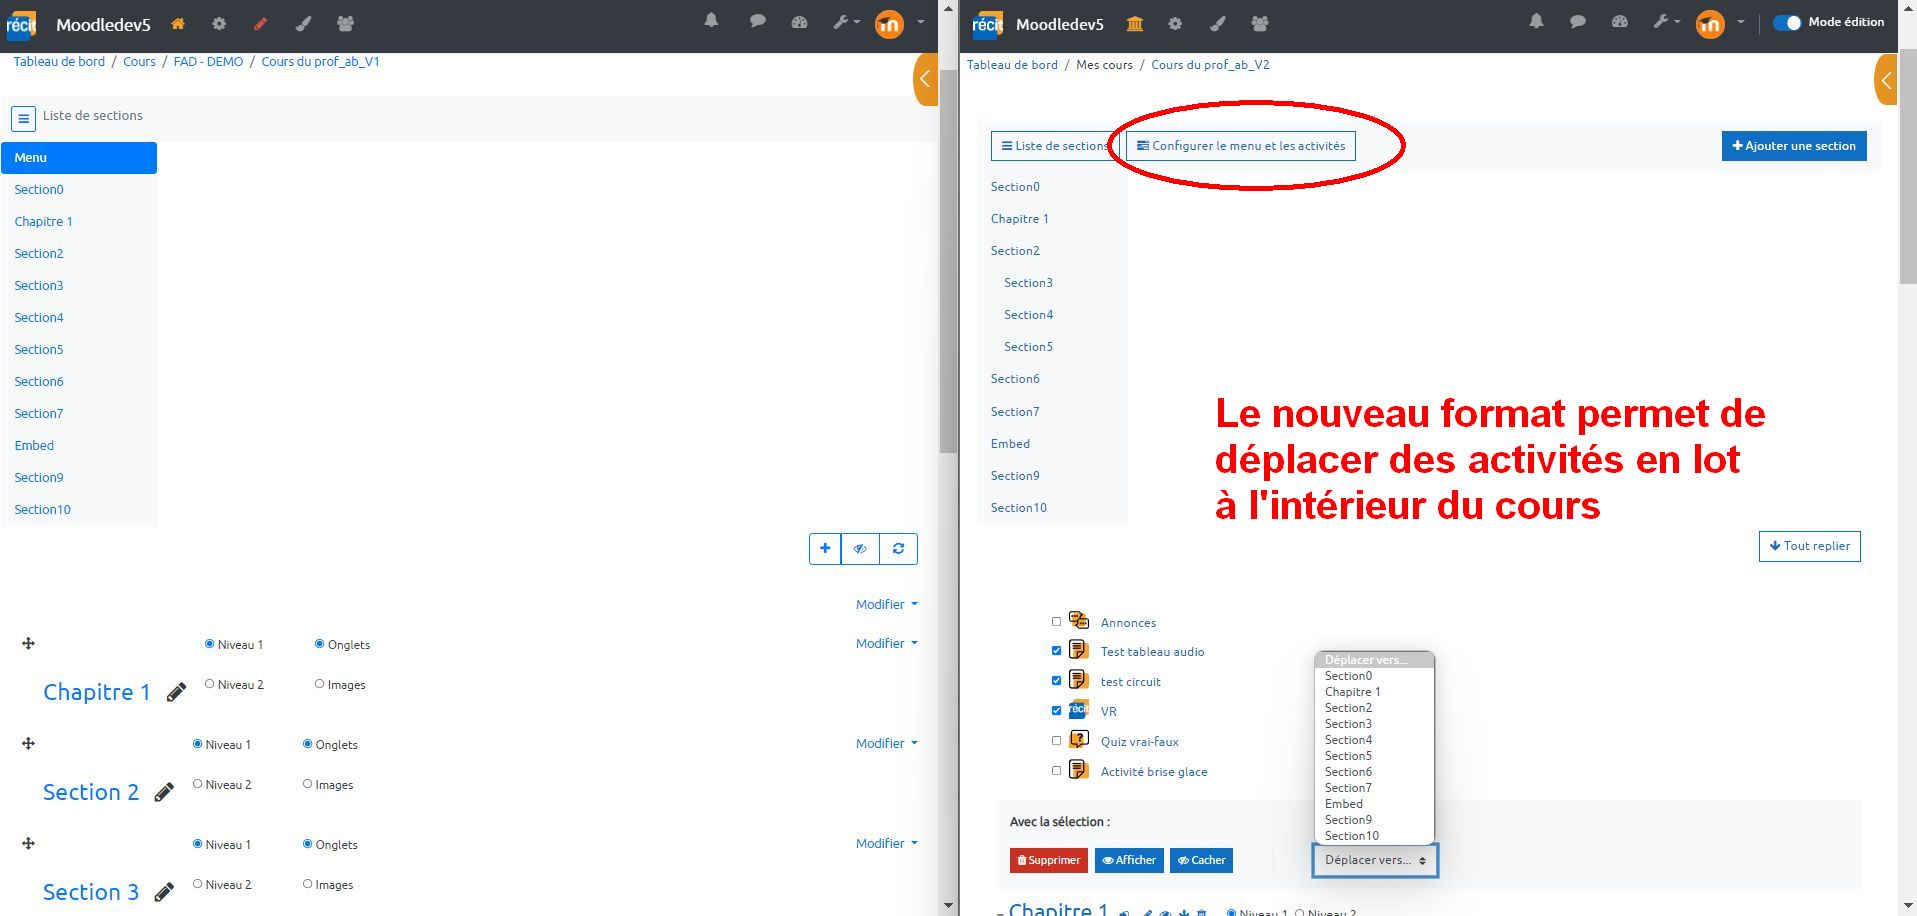 récit Moodledev5
Tableau de bord / Cours / FAD - DEMO / Cours du prof_ab_V1
Liste de sections
Menu
Section0
Chapitre 1
Section2
Section3
Section4
Section5
Section6
Section7
Embed
Section9
Section10
Modifier
Niveau 1 Onglets Modifier
Chapitre 1 Niveau 2 Images
Niveau 1 Onglets Modifier
Section 2 Niveau 2 Images
Niveau 1 Onglets Modifier
Section 3 Niveau 2 Images
récit Moodledev5 Mode édition
Tableau de bord / Mes cours / Cours du prof_ab_V2
Liste de sections Configurer le menu et les activités Ajouter une section
Section0
Chapitre 1
Section2
Section3
Section4
Section5
Section6
Section7
Embed
Section9
Section10
Le nouveau format permet de
déplacer des activités en lot
à l'intérieur du cours
Tout replier
Annonces
Test tableau audio
test circuit
récit VR
Quiz vrai-faux
Activité brise glace
Déplacer vers...
Section0
Chapitre 1
Section2
Section3
Section4
Section5
Section6
Section7
Embed
Section9
Section10
Avec la sélection :
Supprimer Afficher Cacher Déplacer vers...
Chapitre 1 Niveau 1 Niveau 2